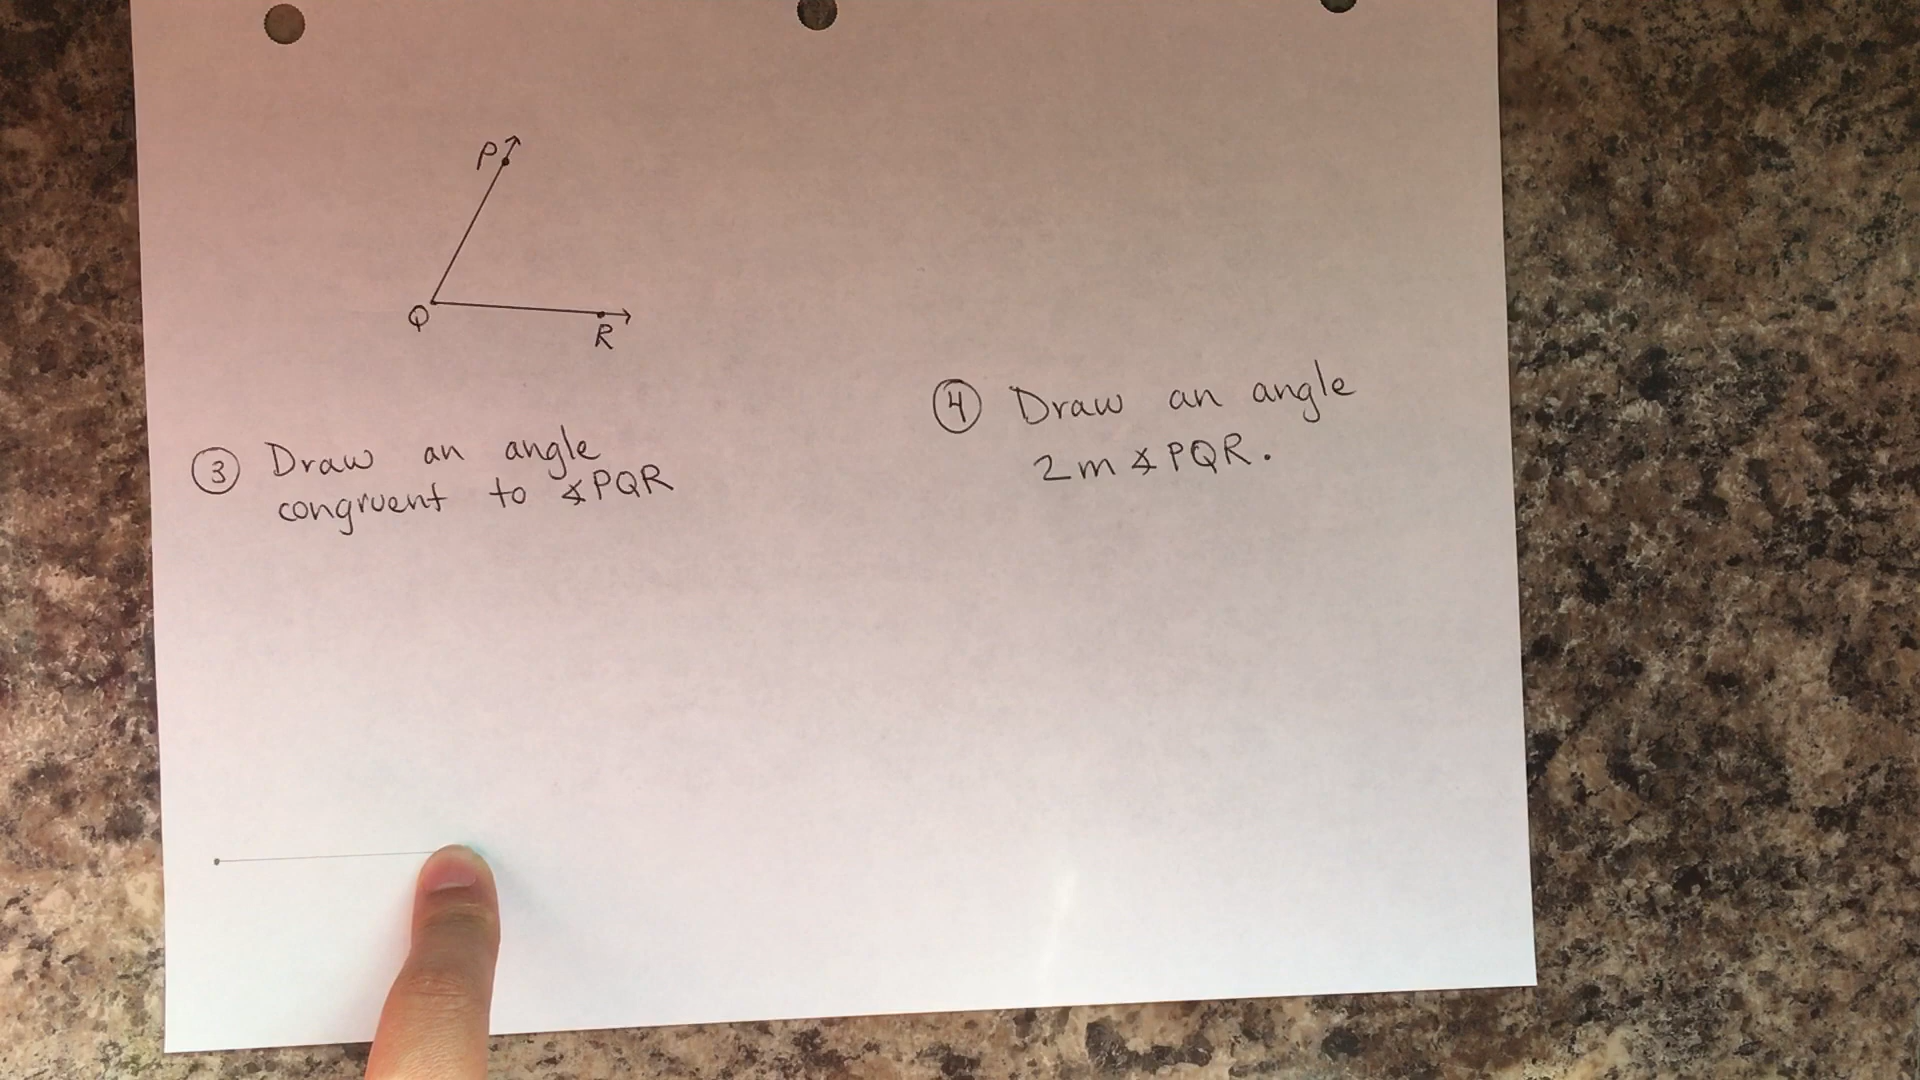 P
Q
R
③ Draw an angle
congruent to ∡PQR
④ Draw an angle
2m∡PQR.